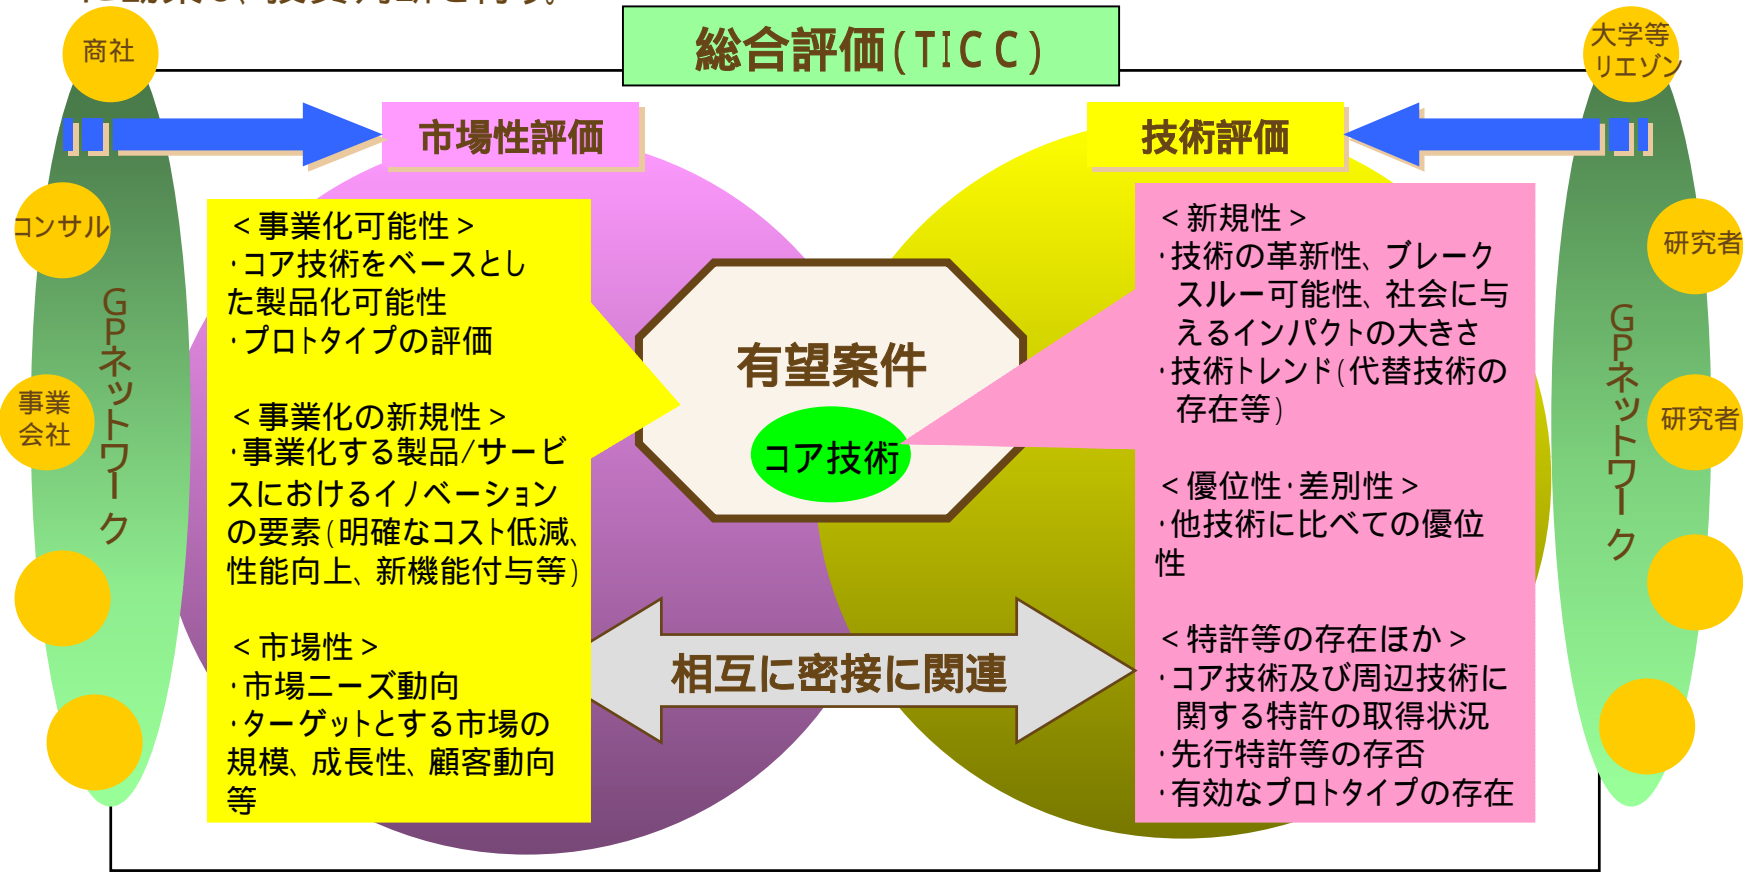 総合評価(TICC)
商社
大学等
リエゾン
市場性評価
技術評価
コンサル
事業
会社
GPネットワーク
<事業化可能性>
・コア技術をベースとし
た製品化可能性
・プロトタイプの評価
<事業化の新規性>
・事業化する製品/サービ
スにおけるイノベーション
の要素(明確なコスト低減、
性能向上、新機能付与等)
<市場性>
・市場ニーズ動向
・ターゲットとする市場の
規模、成長性、顧客動向
等
有望案件
コア技術
相互に密接に関連
<新規性>
・技術の革新性、ブレーク
スルー可能性、社会に与
えるインパクトの大きさ
・技術トレンド(代替技術の
存在等)
<優位性・差別性>
・他技術に比べての優位
性
<特許等の存在ほか>
・コア技術及び周辺技術に
関する特許の取得状況
・先行特許等の存否
・有効なプロトタイプの存在
研究者
研究者
GPネットワーク